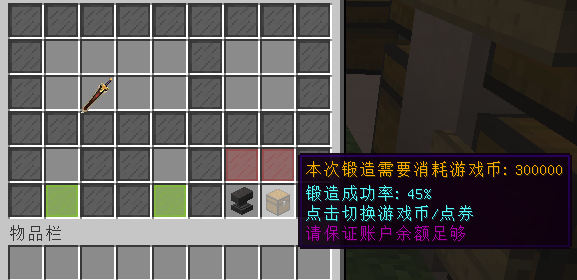 本次锻造需要消耗游戏币: 300000
锻造成功率: 45%
点击切换游戏币/点券
请保证账户余额足够
物品栏